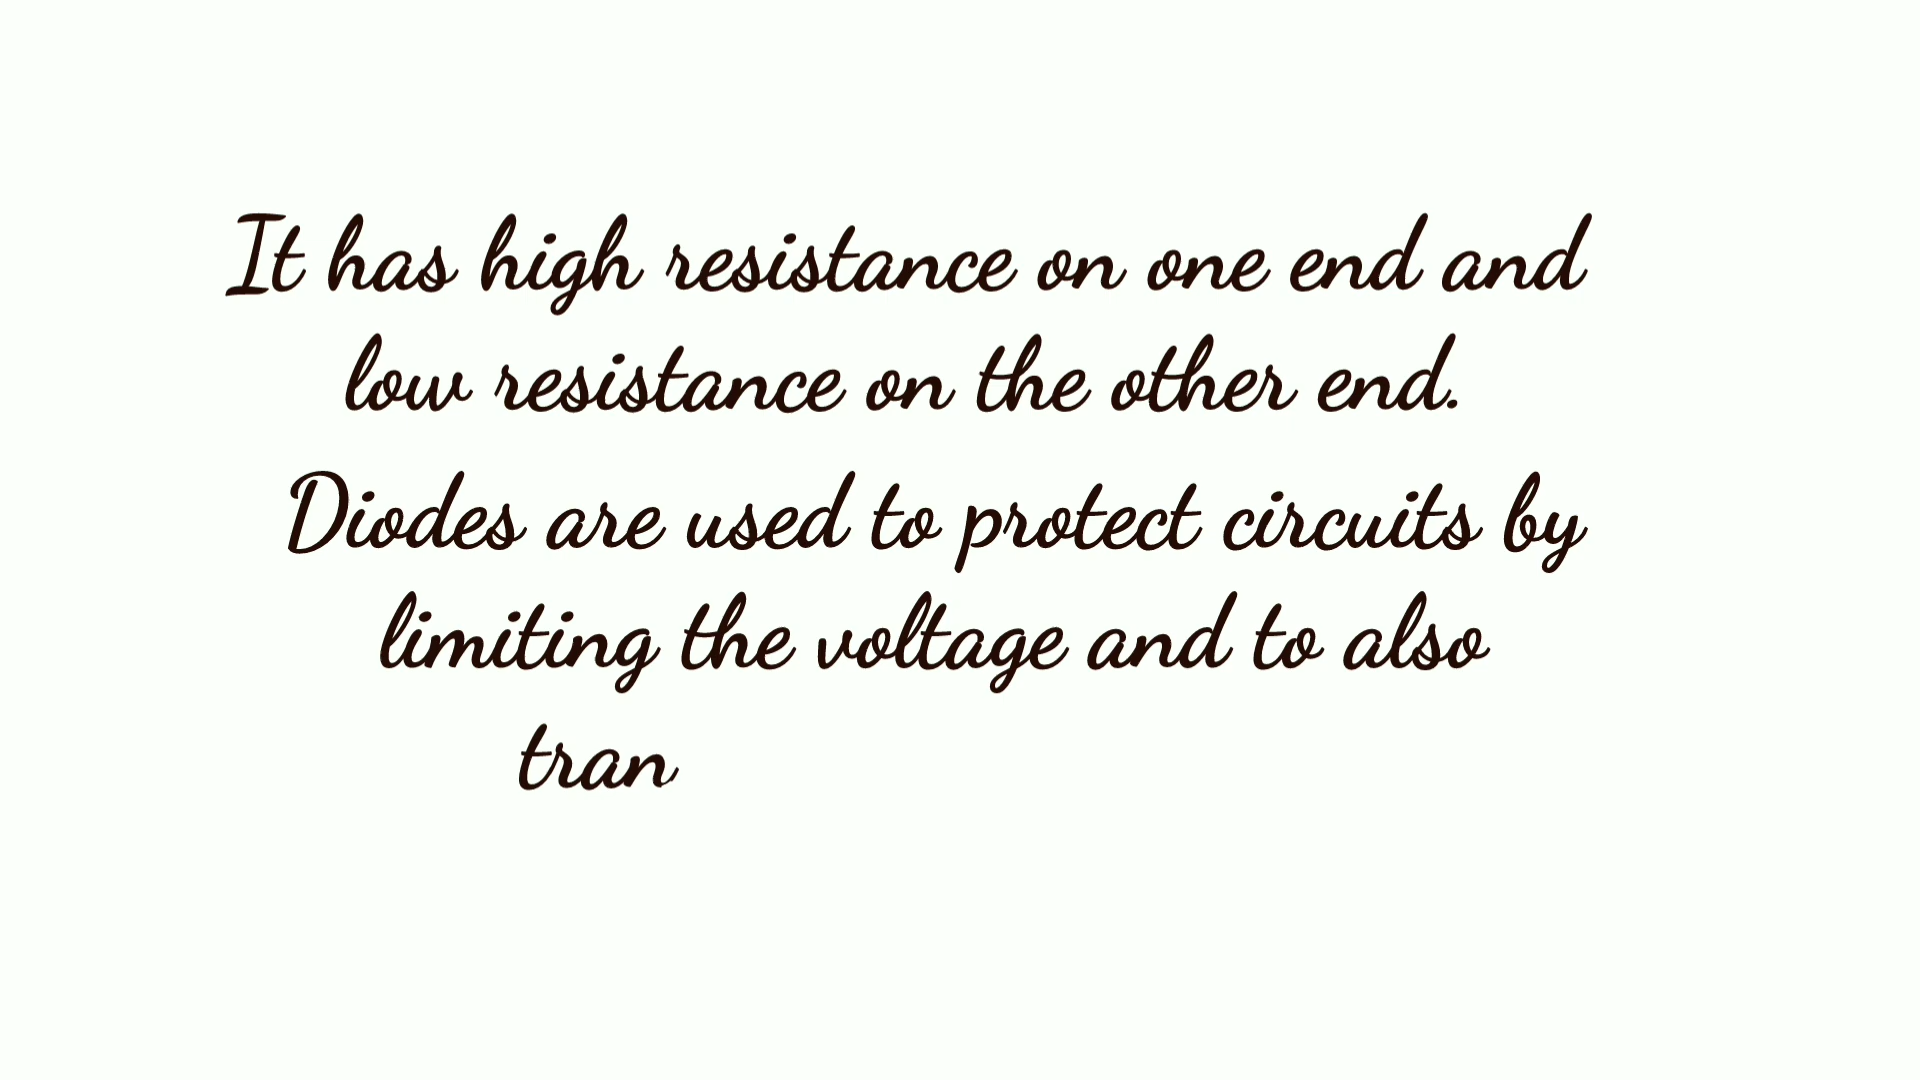 It has high resistance on one end and
low resistance on the other end.
Diodes are used to protect circuits by
limiting the voltage and to also
tran